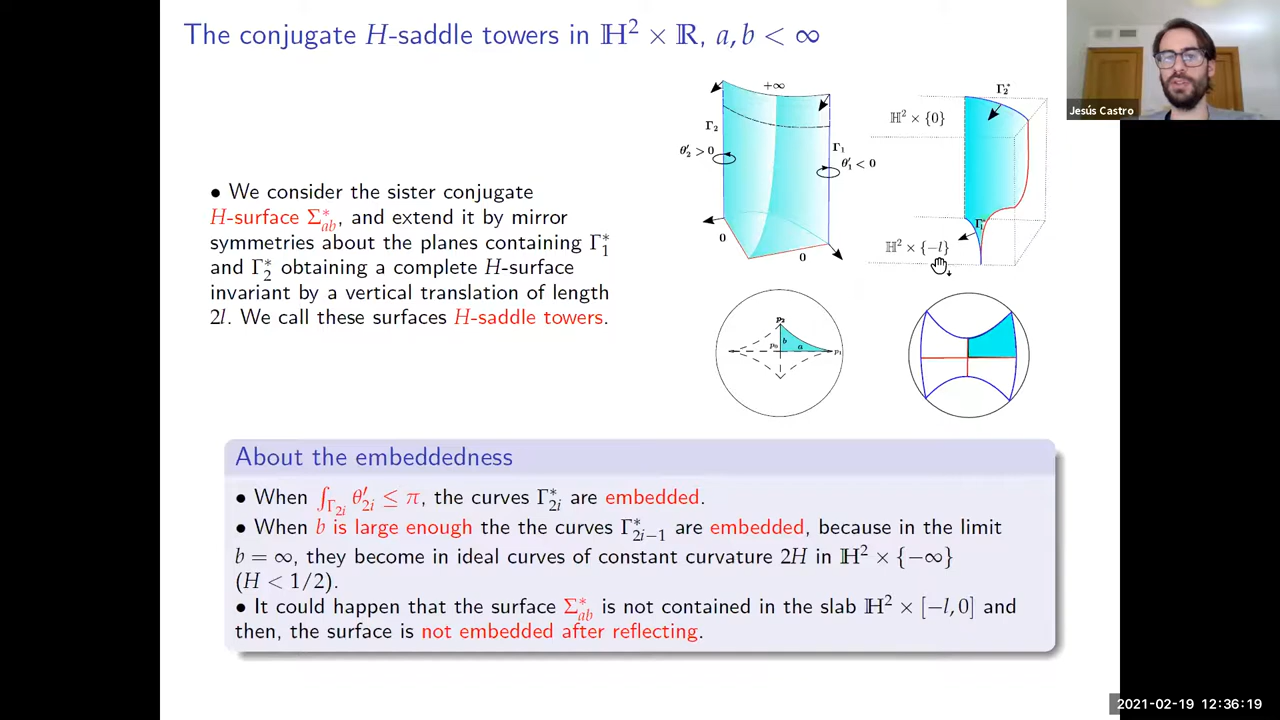 The conjugate H-saddle towers in ℍ² × ℝ, a, b < ∞
Jesús Castro
• We consider the sister conjugate
H-surface Σ*ab, and extend it by mirror
symmetries about the planes containing Γ*1
and Γ*2 obtaining a complete H-surface
invariant by a vertical translation of length
2l. We call these surfaces H-saddle towers.
+∞
Γ2
θ′2 > 0
Γ1
θ′1 < 0
0
0
Γ2*
ℍ² × {0}
Γ1*
ℍ² × {−l}
p2
b
p0
a
p1
About the embeddedness
• When ∫Γ2i θ′2i ≤ π, the curves Γ*2i are embedded.
• When b is large enough the the curves Γ*2i−1 are embedded, because in the limit
b = ∞, they become in ideal curves of constant curvature 2H in ℍ² × {−∞}
(H < 1/2).
• It could happen that the surface Σ*ab is not contained in the slab ℍ² × [−l, 0] and
then, the surface is not embedded after reflecting.
2021-02-19 12:36:19